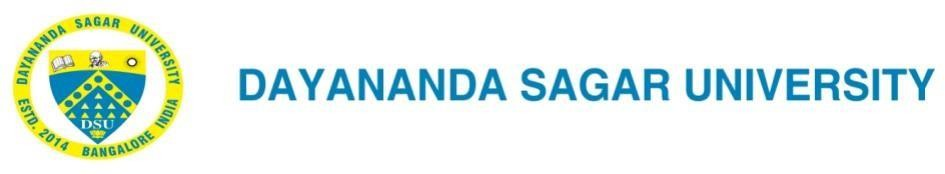 DAYANANDA SAGAR UNIVERSITY
ESTD. 2014 BANGALORE INDIA
DSU
DAYANANDA SAGAR UNIVERSITY